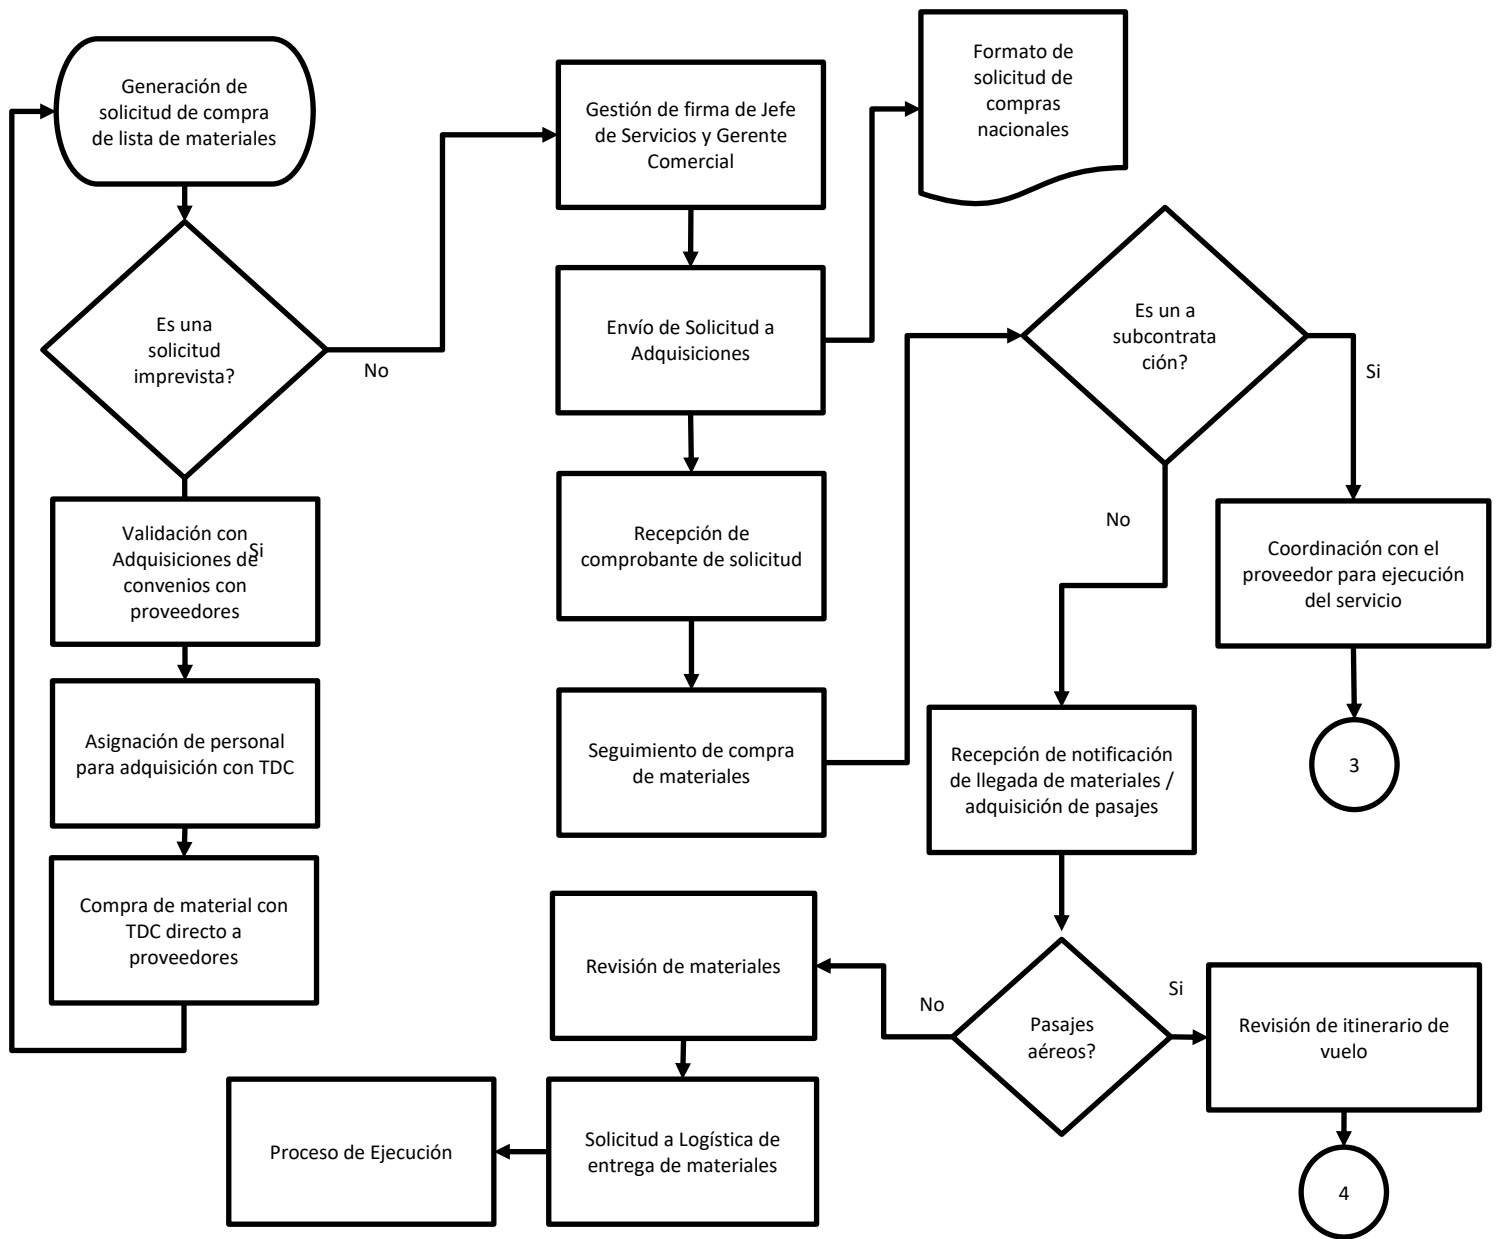 Generación de
solicitud de compra
de lista de materiales
Es una
solicitud
imprevista?
No
Si
Validación con
Adquisiciones de
convenios con
proveedores
Asignación de personal
para adquisición con TDC
Compra de material con
TDC directo a
proveedores
Gestión de firma de Jefe
de Servicios y Gerente
Comercial
Envío de Solicitud a
Adquisiciones
Formato de
solicitud de
compras
nacionales
Recepción de
comprobante de solicitud
Seguimiento de compra
de materiales
Es un a
subcontrata
ción?
Si
No
Coordinación con el
proveedor para ejecución
del servicio
3
Recepción de notificación
de llegada de materiales /
adquisición de pasajes
Pasajes
aéreos?
No
Si
Revisión de materiales
Revisión de itinerario de
vuelo
4
Solicitud a Logística de
entrega de materiales
Proceso de Ejecución